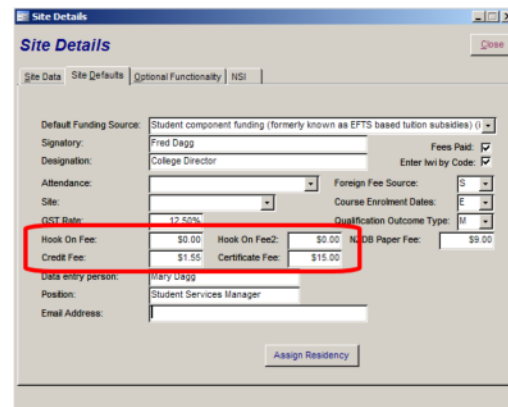 Site Details
Site Details
Close
Site Data Site Defaults Optional Functionality NSI
Default Funding Source: Student component funding (formerly known as EFTS based tuition subsidies) (i
Signatory: Fred Dagg Fees Paid:
Designation: College Director Enter Iwi by Code:
Attendance: Foreign Fee Source: S
Site: Course Enrolment Dates: E
GST Rate: 12.50% Qualification Outcome Type: M
Hook On Fee: $0.00 Hook On Fee2: $0.00 NZDB Paper Fee: $9.00
Credit Fee: $1.55 Certificate Fee: $15.00
Data entry person: Mary Dagg
Position: Student Services Manager
Email Address:
Assign Residency